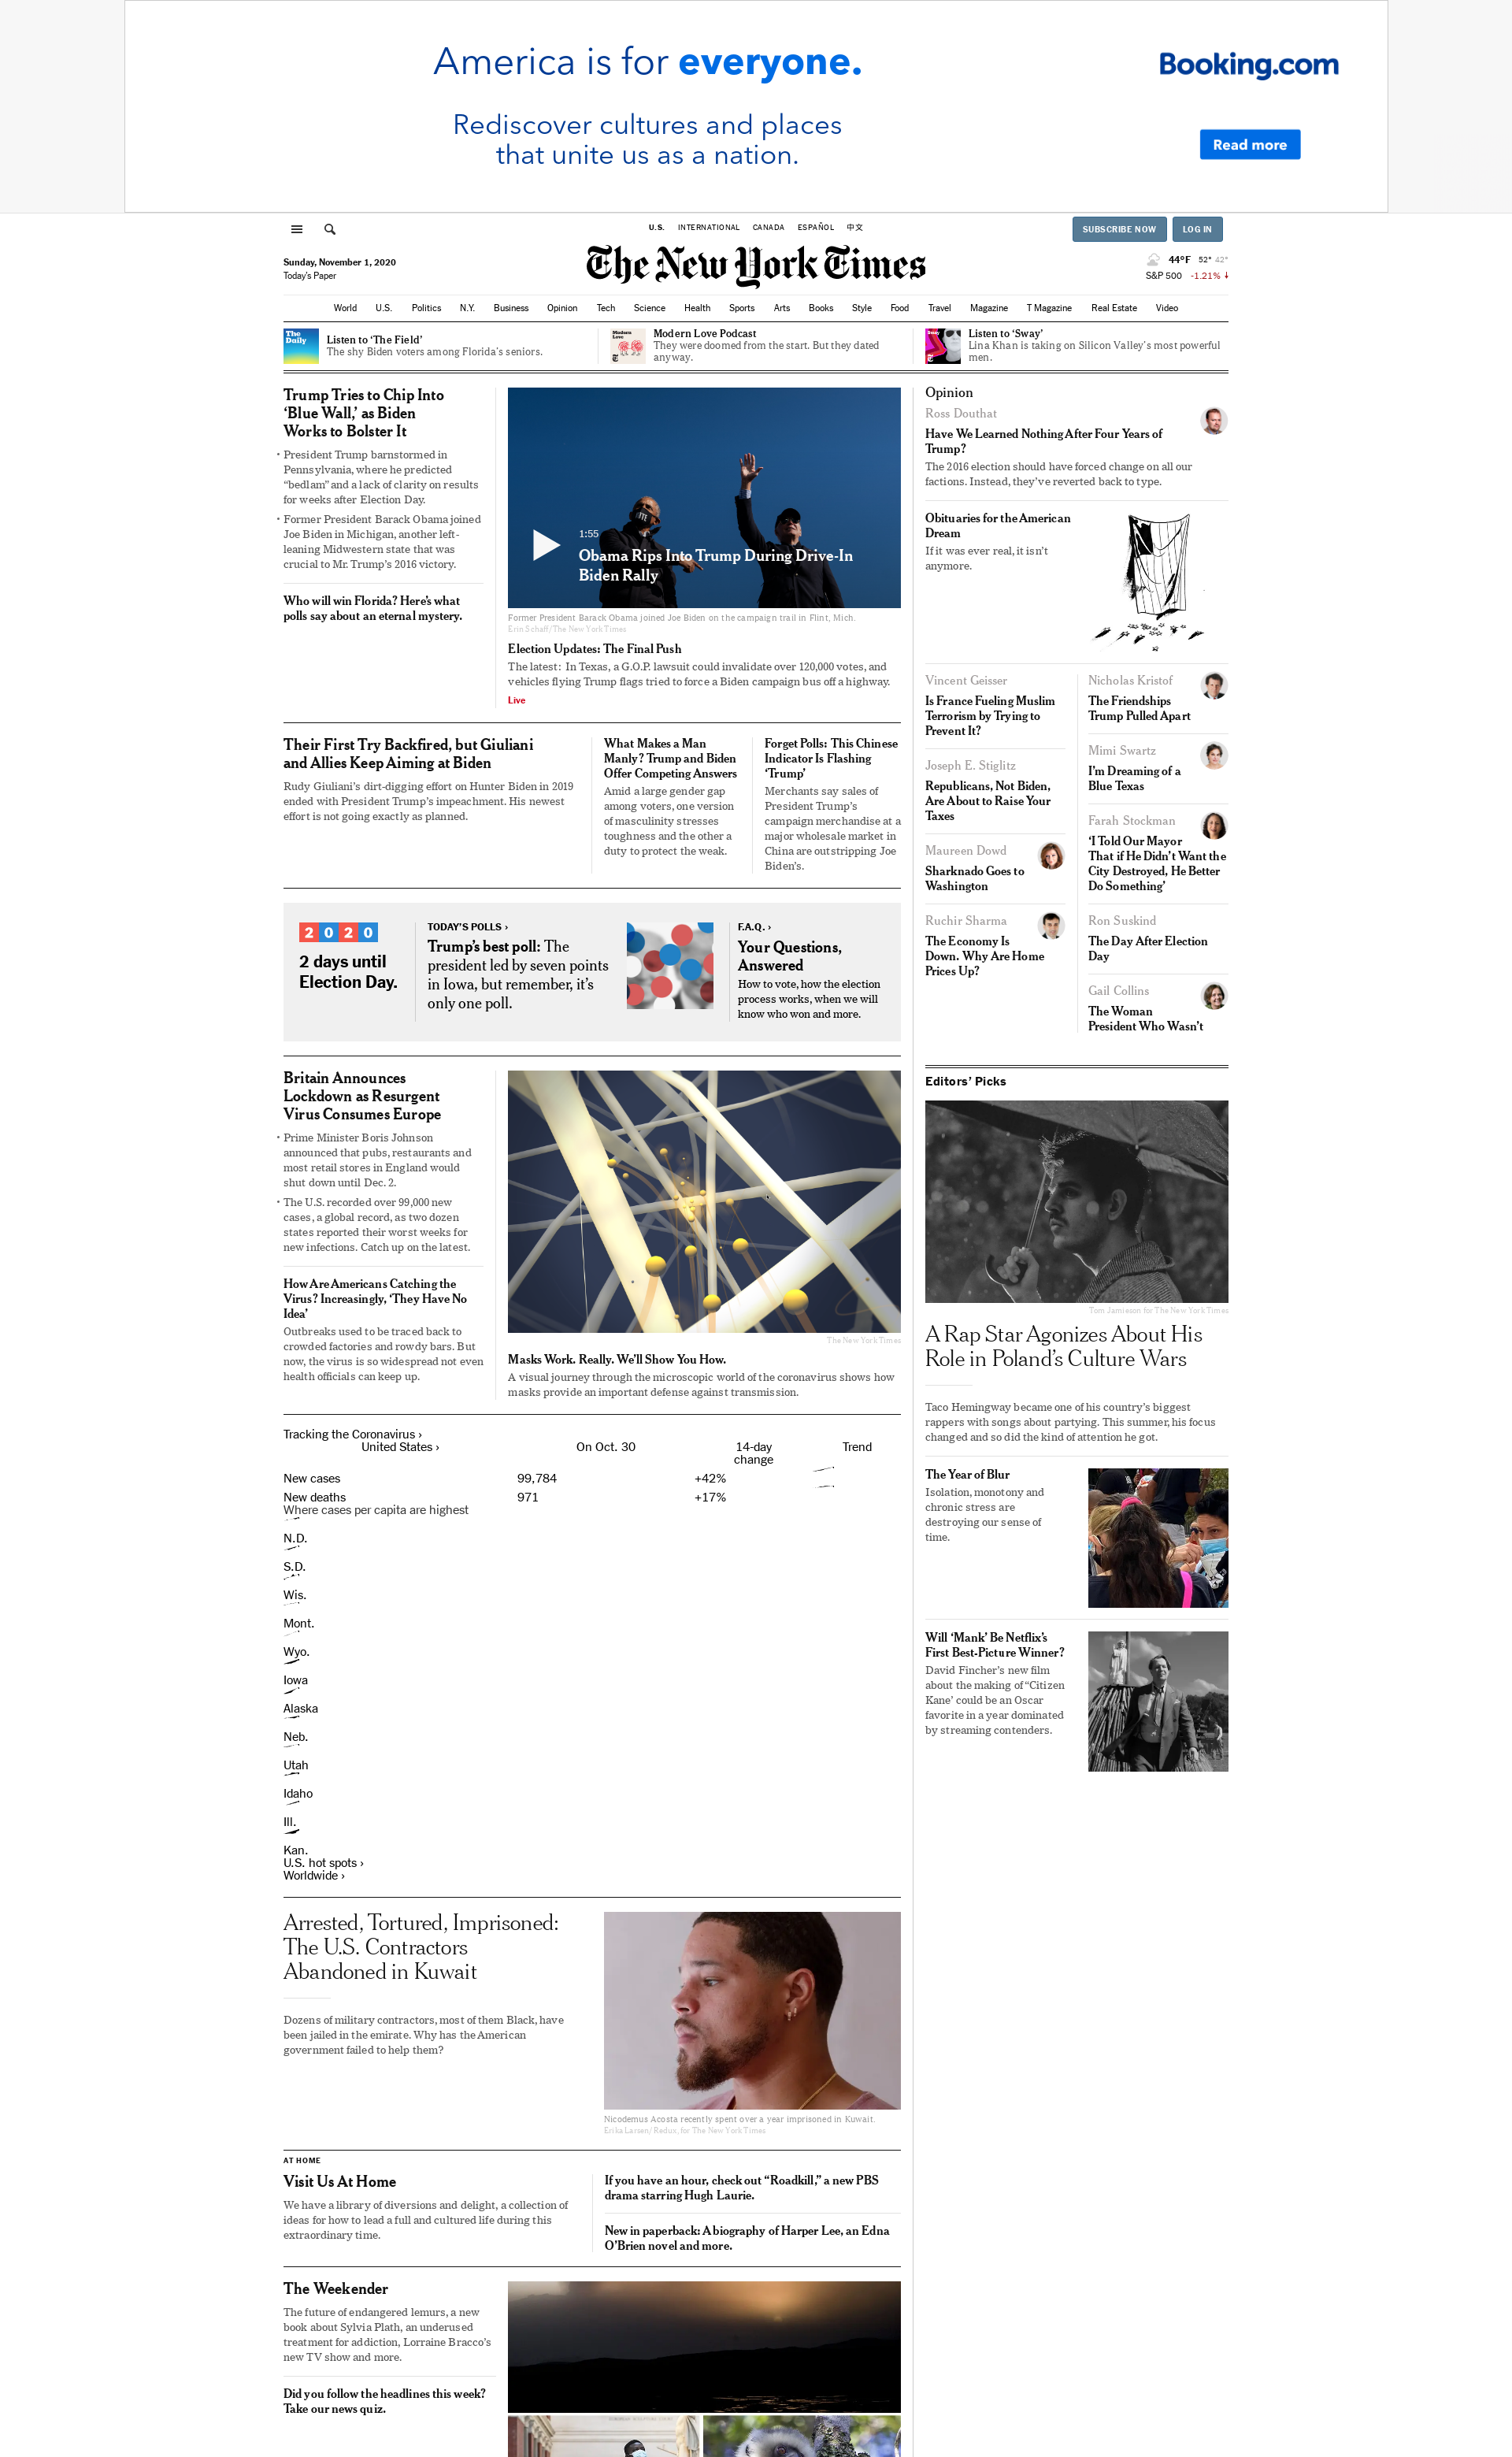 America is for everyone.
Rediscover cultures and places
that unite us as a nation.
Booking.com
Read more
U.S. INTERNATIONAL CANADA ESPAÑOL 中文
SUBSCRIBE NOW LOG IN
Sunday, November 1, 2020
Today's Paper
The New York Times
44°F 52° 42°
S&P 500 -1.21% ↓
World U.S. Politics N.Y. Business Opinion Tech Science Health Sports Arts Books Style Food Travel Magazine T Magazine Real Estate Video
The
Daily
Listen to ‘The Field’
The shy Biden voters among Florida’s seniors.
Modern
Love
Modern Love Podcast
They were doomed from the start. But they dated
anyway.
Sway
Listen to ‘Sway’
Lina Khan is taking on Silicon Valley’s most powerful
men.
Trump Tries to Chip Into
‘Blue Wall,’ as Biden
Works to Bolster It
• President Trump barnstormed in
Pennsylvania, where he predicted
“bedlam” and a lack of clarity on results
for weeks after Election Day.
• Former President Barack Obama joined
Joe Biden in Michigan, another left-
leaning Midwestern state that was
crucial to Mr. Trump’s 2016 victory.
Who will win Florida? Here’s what
polls say about an eternal mystery.
1:55
Obama Rips Into Trump During Drive-In
Biden Rally
Former President Barack Obama joined Joe Biden on the campaign trail in Flint, Mich.
Erin Schaff/The New York Times
Election Updates: The Final Push
The latest: In Texas, a G.O.P. lawsuit could invalidate over 120,000 votes, and
vehicles flying Trump flags tried to force a Biden campaign bus off a highway.
Live
Their First Try Backfired, but Giuliani
and Allies Keep Aiming at Biden
Rudy Giuliani’s dirt-digging effort on Hunter Biden in 2019
ended with President Trump’s impeachment. His newest
effort is not going exactly as planned.
What Makes a Man
Manly? Trump and Biden
Offer Competing Answers
Amid a large gender gap
among voters, one version
of masculinity stresses
toughness and the other a
duty to protect the weak.
Forget Polls: This Chinese
Indicator Is Flashing
‘Trump’
Merchants say sales of
President Trump’s
campaign merchandise at a
major wholesale market in
China are outstripping Joe
Biden’s.
2020
2 days until
Election Day.
TODAY’S POLLS ›
Trump’s best poll: The
president led by seven points
in Iowa, but remember, it’s
only one poll.
F.A.Q. ›
Your Questions,
Answered
How to vote, how the election
process works, when we will
know who won and more.
Britain Announces
Lockdown as Resurgent
Virus Consumes Europe
• Prime Minister Boris Johnson
announced that pubs, restaurants and
most retail stores in England would
shut down until Dec. 2.
• The U.S. recorded over 99,000 new
cases, a global record, as two dozen
states reported their worst weeks for
new infections. Catch up on the latest.
How Are Americans Catching the
Virus? Increasingly, ‘They Have No
Idea’
Outbreaks used to be traced back to
crowded factories and rowdy bars. But
now, the virus is so widespread not even
health officials can keep up.
The New York Times
Masks Work. Really. We’ll Show You How.
A visual journey through the microscopic world of the coronavirus shows how
masks provide an important defense against transmission.
Tracking the Coronavirus ›
United States › On Oct. 30 14-day
change Trend
New cases 99,784 +42%
New deaths 971 +17%
Where cases per capita are highest
N.D.
S.D.
Wis.
Mont.
Wyo.
Iowa
Alaska
Neb.
Utah
Idaho
Ill.
Kan.
U.S. hot spots ›
Worldwide ›
Arrested, Tortured, Imprisoned:
The U.S. Contractors
Abandoned in Kuwait
Dozens of military contractors, most of them Black, have
been jailed in the emirate. Why has the American
government failed to help them?
Nicodemus Acosta recently spent over a year imprisoned in Kuwait.
Erika Larsen/Redux, for The New York Times
AT HOME
Visit Us At Home
We have a library of diversions and delight, a collection of
ideas for how to lead a full and cultured life during this
extraordinary time.
If you have an hour, check out “Roadkill,” a new PBS
drama starring Hugh Laurie.
New in paperback: A biography of Harper Lee, an Edna
O’Brien novel and more.
The Weekender
The future of endangered lemurs, a new
book about Sylvia Plath, an underused
treatment for addiction, Lorraine Bracco’s
new TV show and more.
Did you follow the headlines this week?
Take our news quiz.
Opinion
Ross Douthat
Have We Learned Nothing After Four Years of
Trump?
The 2016 election should have forced change on all our
factions. Instead, they’ve reverted back to type.
Obituaries for the American
Dream
If it was ever real, it isn’t
anymore.
Vincent Geisser
Is France Fueling Muslim
Terrorism by Trying to
Prevent It?
Joseph E. Stiglitz
Republicans, Not Biden,
Are About to Raise Your
Taxes
Maureen Dowd
Sharknado Goes to
Washington
Ruchir Sharma
The Economy Is
Down. Why Are Home
Prices Up?
Nicholas Kristof
The Friendships
Trump Pulled Apart
Mimi Swartz
I’m Dreaming of a
Blue Texas
Farah Stockman
‘I Told Our Mayor
That if He Didn’t Want the
City Destroyed, He Better
Do Something’
Ron Suskind
The Day After Election
Day
Gail Collins
The Woman
President Who Wasn’t
Editors’ Picks
Tom Jamieson for The New York Times
A Rap Star Agonizes About His
Role in Poland’s Culture Wars
Taco Hemingway became one of his country’s biggest
rappers with songs about partying. This summer, his focus
changed and so did the kind of attention he got.
The Year of Blur
Isolation, monotony and
chronic stress are
destroying our sense of
time.
Will ‘Mank’ Be Netflix’s
First Best-Picture Winner?
David Fincher’s new film
about the making of “Citizen
Kane’ could be an Oscar
favorite in a year dominated
by streaming contenders.